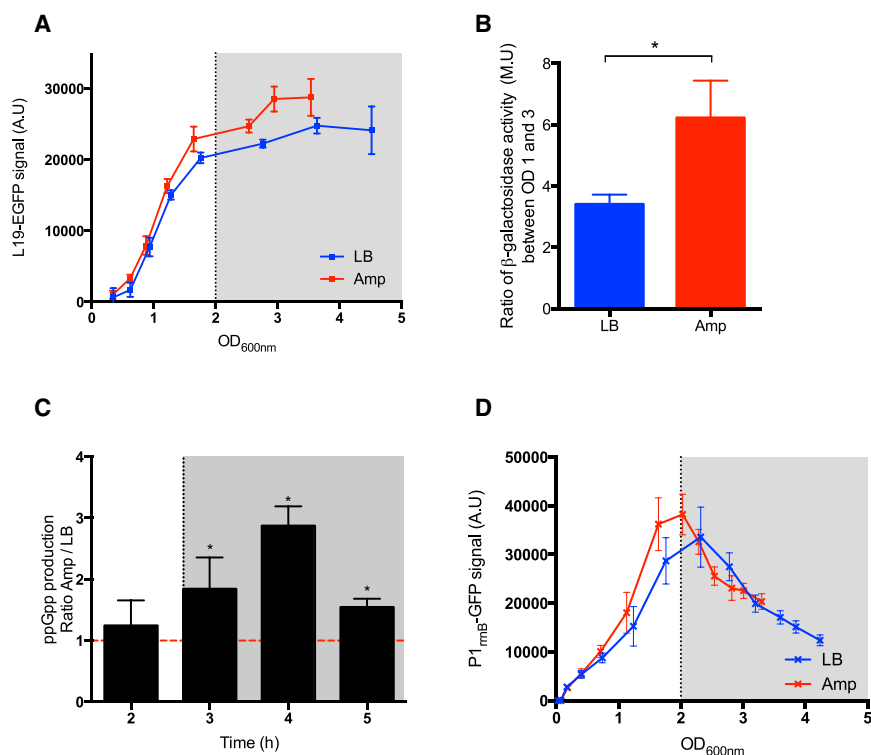 A
L19-EGFP signal (A.U)
30000
20000
10000
0
0 1 2 3 4 5
OD600nm
LB
Amp
B
Ratio of β-galactosidase activity (M.U)
between OD 1 and 3
8
6
4
2
0
*
LB Amp
C
ppGpp production
Ratio Amp / LB
4
3
2
1
0
* * *
2 3 4 5
Time (h)
D
P1rrnB-GFP signal (A.U)
50000
40000
30000
20000
10000
0
0 1 2 3 4 5
OD600nm
LB
Amp